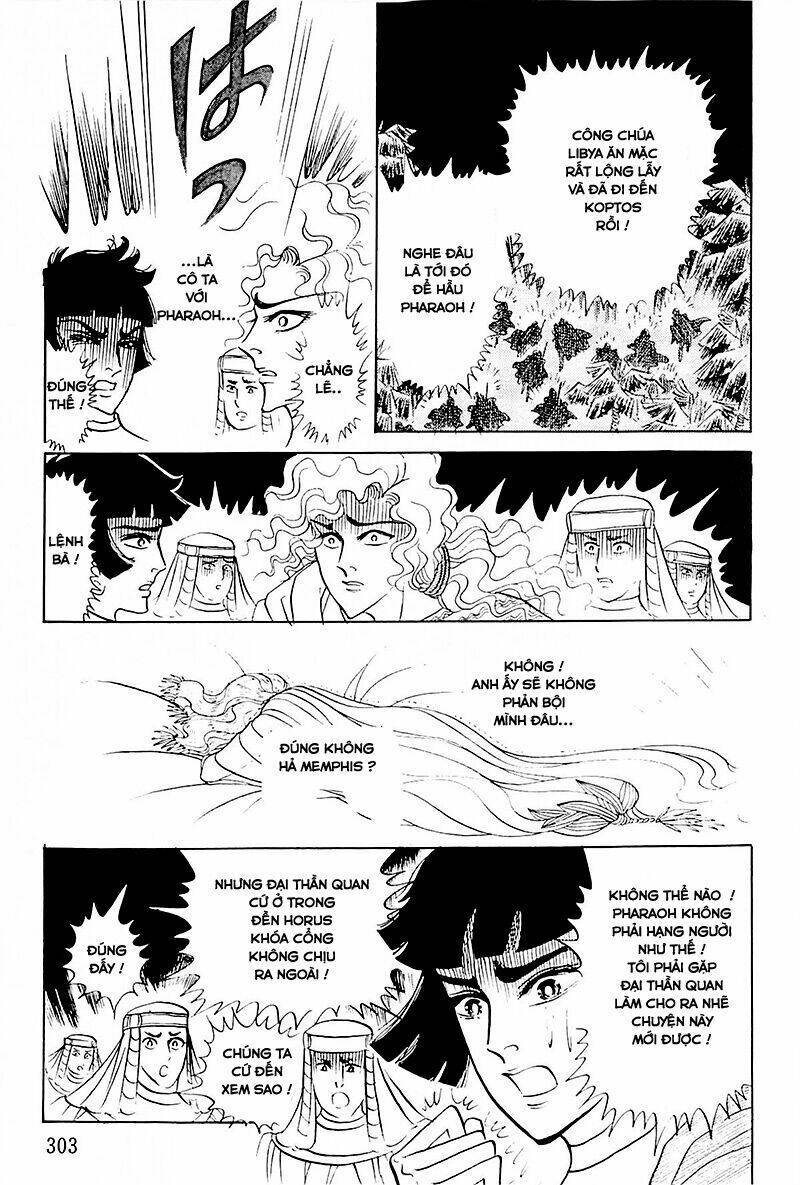 CÔNG CHÚA
LIBYA ĂN MẶC
RẤT LỘNG LẪY
VÀ ĐÃ ĐI ĐẾN
KOPTOS
RỒI !
NGHE ĐÂU
LÀ TỚI ĐÓ
ĐỂ HẦU
PHARAOH !
はっ
CHẲNG
LẼ..
...LÀ
CÔ TA
VỚI
PHARAOH...
ĐÚNG
THẾ !
LỆNH
BÀ !
KHÔNG !
ANH ẤY SẼ KHÔNG
PHẢN BỘI
MÌNH ĐÂU...
ĐÚNG KHÔNG
HẢ MEMPHIS ?
KHÔNG THỂ NÀO !
PHARAOH KHÔNG
PHẢI HẠNG NGƯỜI
NHƯ THẾ !
TÔI PHẢI GẶP
ĐẠI THẦN QUAN
LÀM CHO RA NHẼ
CHUYỆN NÀY
MỚI ĐƯỢC !
NHƯNG ĐẠI THẦN QUAN
CỨ Ở TRONG
ĐỀN HORUS
KHÓA CỔNG
KHÔNG CHỊU
RA NGOÀI !
CHÚNG TA
CỨ ĐẾN
XEM SAO !
ĐÚNG
ĐẤY !
303